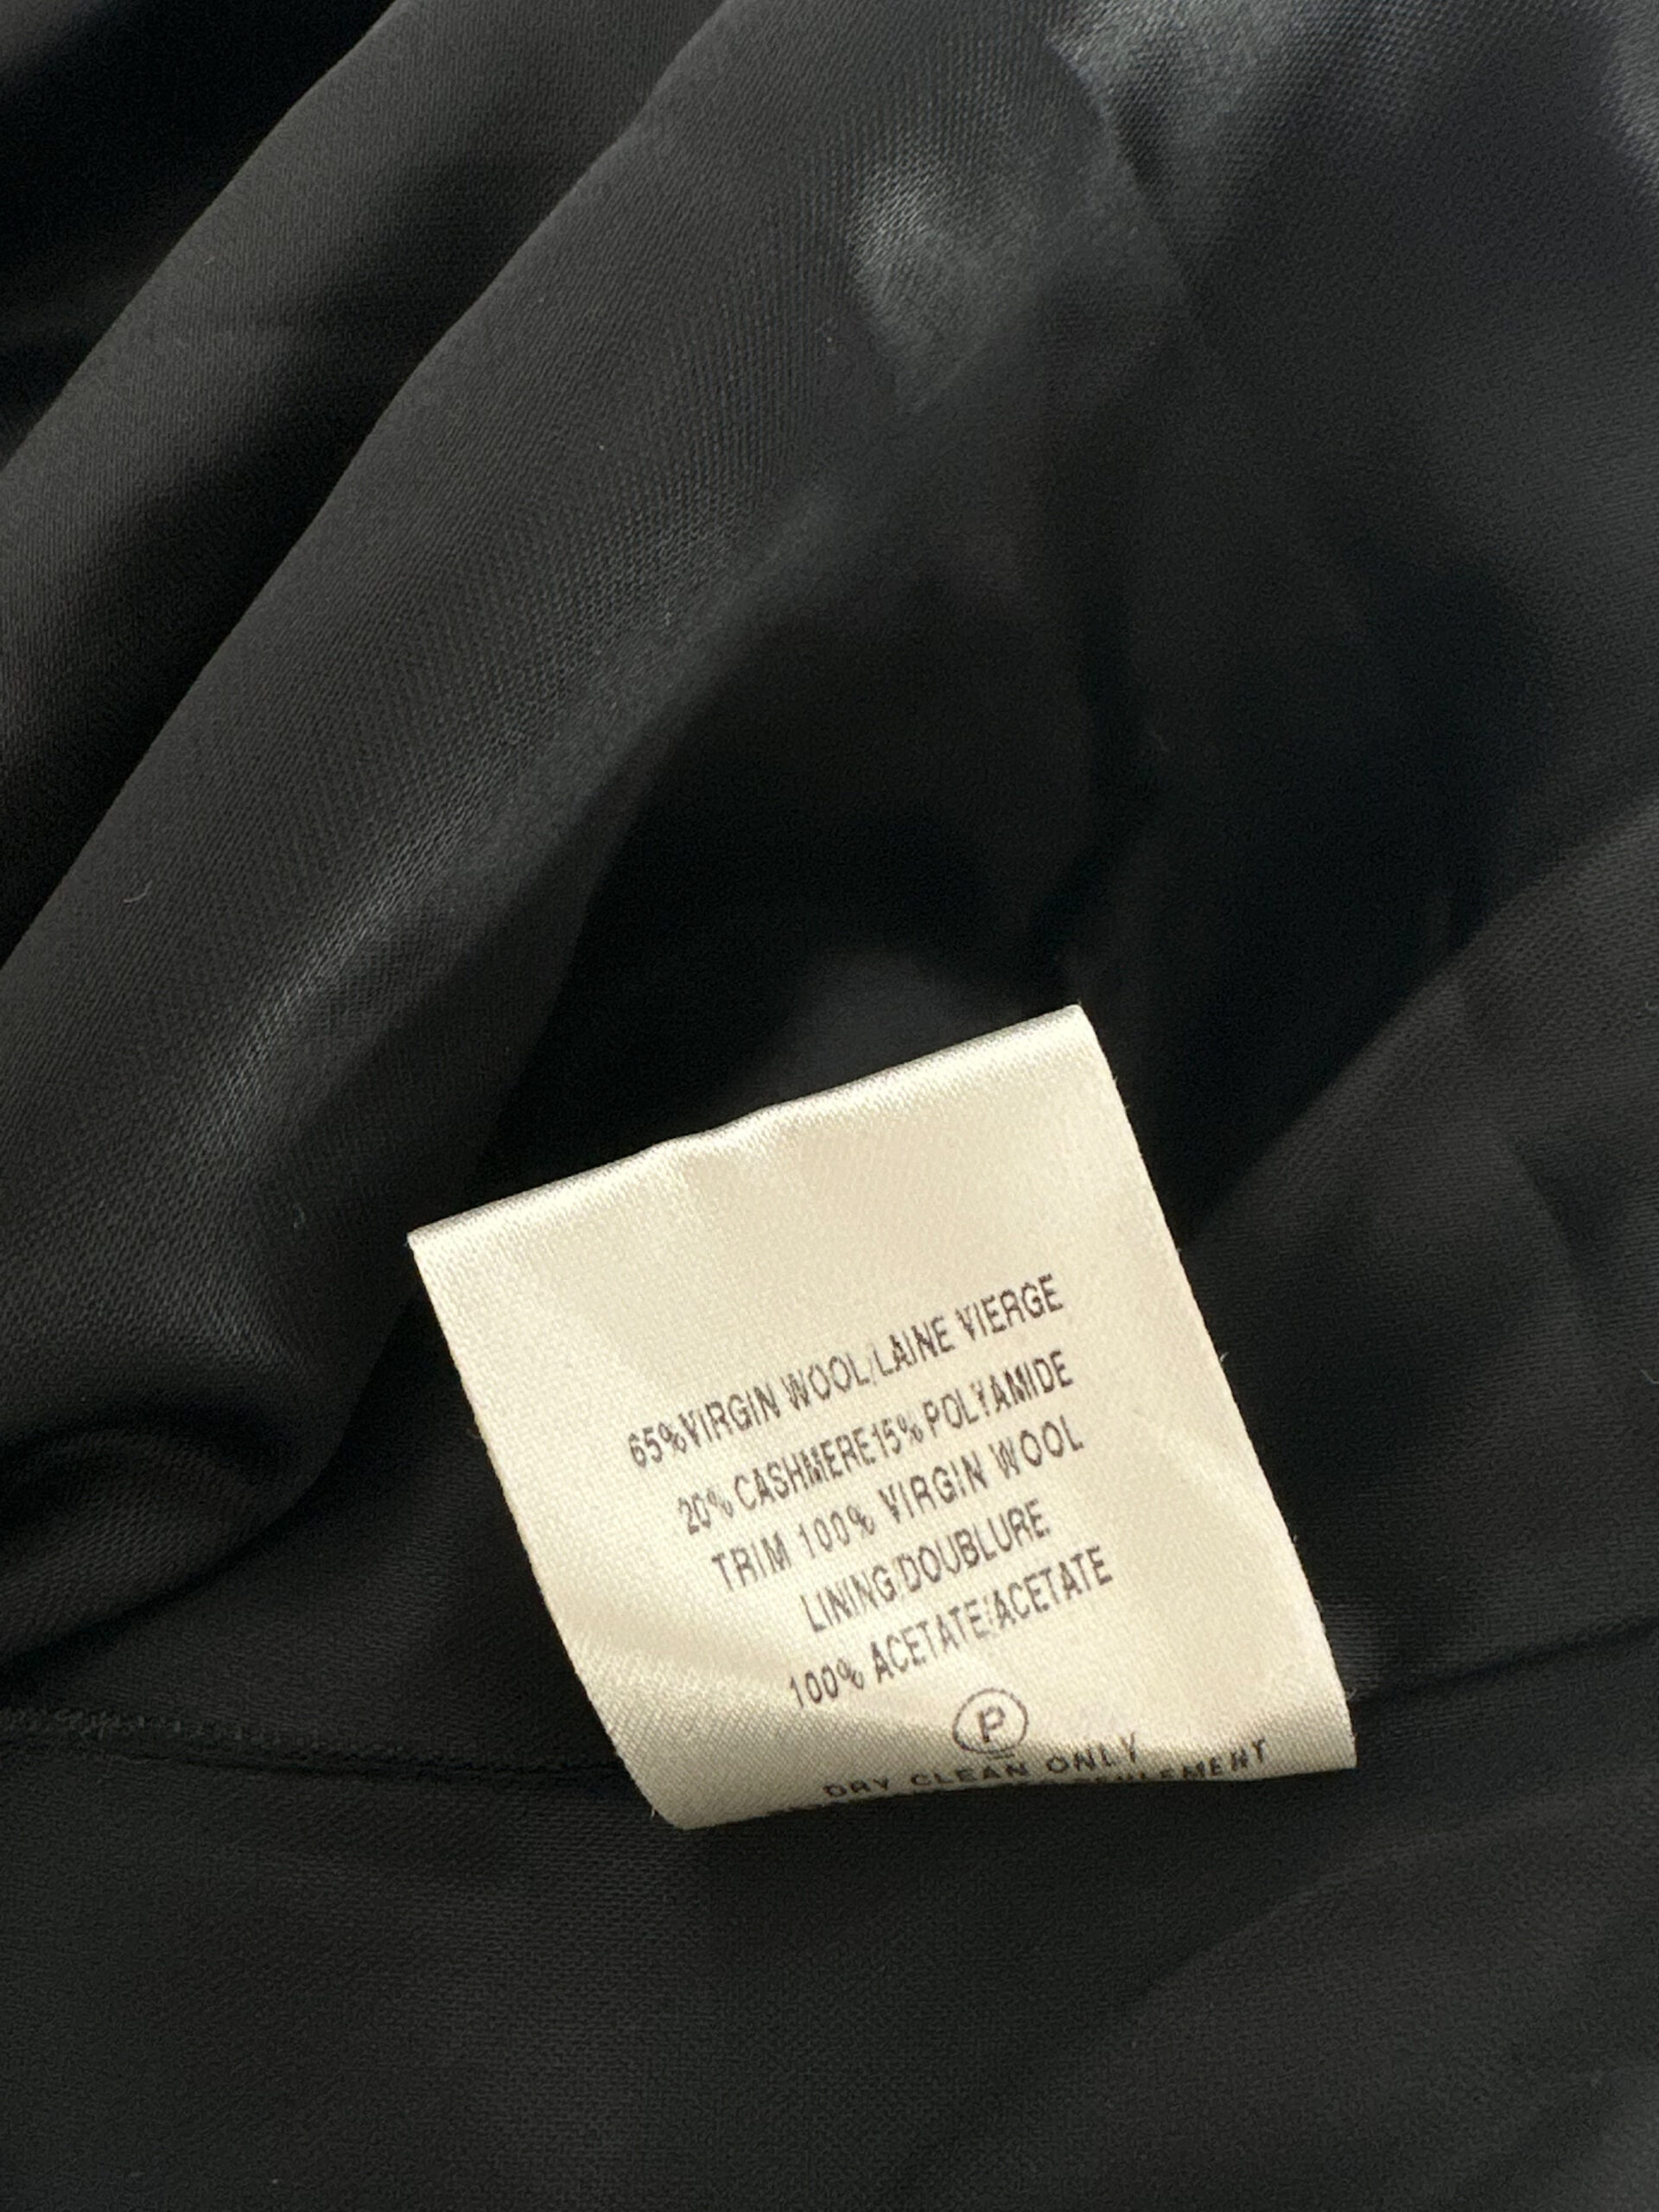 65%VIRGIN WOOL/LAINE VIERGE
20% CASHMERE15% POLYAMIDE
TRIM 100% VIRGIN WOOL
LINING/DOUBLURE
100% ACETATE/ACETATE
P
DRY CLEAN ONLY